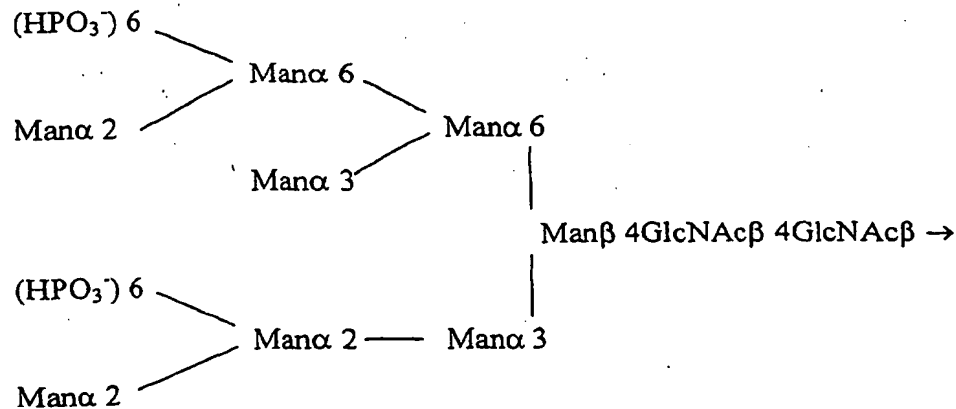 (HPO₃⁻) 6
Manα 6
Manα 2
Manα 6
Manα 3
Manβ 4GlcNAcβ 4GlcNAcβ →
(HPO₃⁻) 6
Manα 2 Manα 3
Manα 2